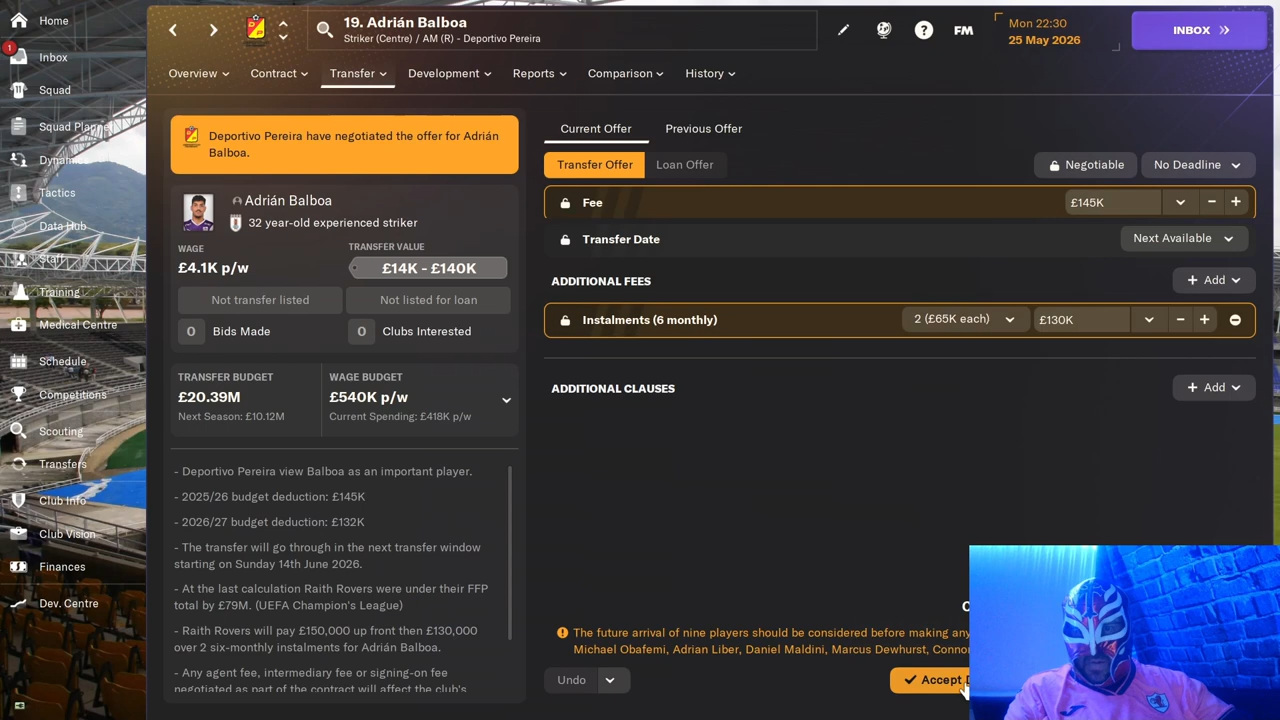 Home
1
Inbox
Squad
Squad Planne
Dynamics
Tactics
Data Hub
Staff
Training
Medical Centre
Schedule
Competitions
Scouting
Transfers
Club Info
Club Vision
Finances
Dev. Centre
19. Adrián Balboa
Striker (Centre) / AM (R) - Deportivo Pereira
FM
Mon 22:30
25 May 2026
INBOX
Overview
Contract
Transfer
Development
Reports
Comparison
History
Deportivo Pereira have negotiated the offer for Adrián
Balboa.
Adrián Balboa
32 year-old experienced striker
WAGE
£4.1K p/w
TRANSFER VALUE
£14K - £140K
Not transfer listed
Not listed for loan
0 Bids Made
0 Clubs Interested
TRANSFER BUDGET
£20.39M
Next Season: £10.12M
WAGE BUDGET
£540K p/w
Current Spending: £418K p/w
- Deportivo Pereira view Balboa as an important player.
- 2025/26 budget deduction: £145K
- 2026/27 budget deduction: £132K
- The transfer will go through in the next transfer window
starting on Sunday 14th June 2026.
- At the last calculation Raith Rovers were under their FFP
total by £79M. (UEFA Champion's League)
- Raith Rovers will pay £150,000 up front then £130,000
over 2 six-monthly instalments for Adrián Balboa.
- Any agent fee, intermediary fee or signing-on fee
negotiated as part of the contract will affect the club's
Current Offer
Previous Offer
Transfer Offer
Loan Offer
Negotiable
No Deadline
Fee
£145K
Transfer Date
Next Available
ADDITIONAL FEES
+ Add
Instalments (6 monthly)
2 (£65K each)
£130K
ADDITIONAL CLAUSES
+ Add
The future arrival of nine players should be considered before making any
Michael Obafemi, Adrian Liber, Daniel Maldini, Marcus Dewhurst, Connor
Undo
Accept